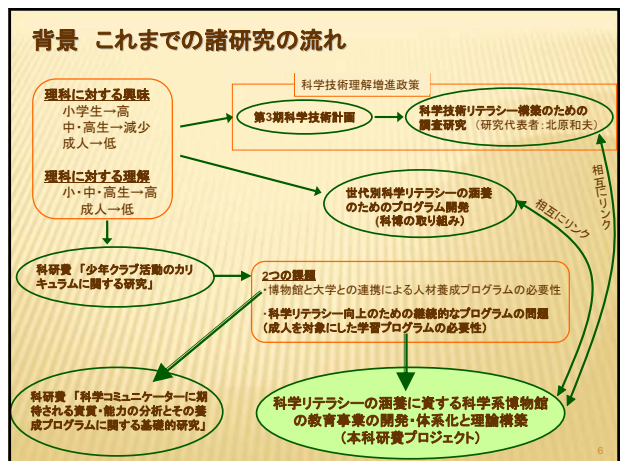 背景　これまでの諸研究の流れ
理科に対する興味
小学生→高
中・高生→減少
成人→低
理科に対する理解
小・中・高生→高
成人→低
科学技術理解増進政策
第3期科学技術計画
科学技術リテラシー構築のための
調査研究（研究代表者：北原和夫）
世代別科学リテラシーの涵養
のためのプログラム開発
（科博の取り組み）
相互にリンク
相互にリンク
科研費　「少年クラブ活動のカリ
キュラムに関する研究」
2つの課題
・博物館と大学との連携による人材養成プログラムの必要性
・科学リテラシー向上のための継続的なプログラムの問題
（成人を対象にした学習プログラムの必要性）
科研費　「科学コミュニケーターに期
待される資質・能力の分析とその養
成プログラムに関する基礎的研究」
科学リテラシーの涵養に資する科学系博物館
の教育事業の開発・体系化と理論構築
（本科研費プロジェクト）
6